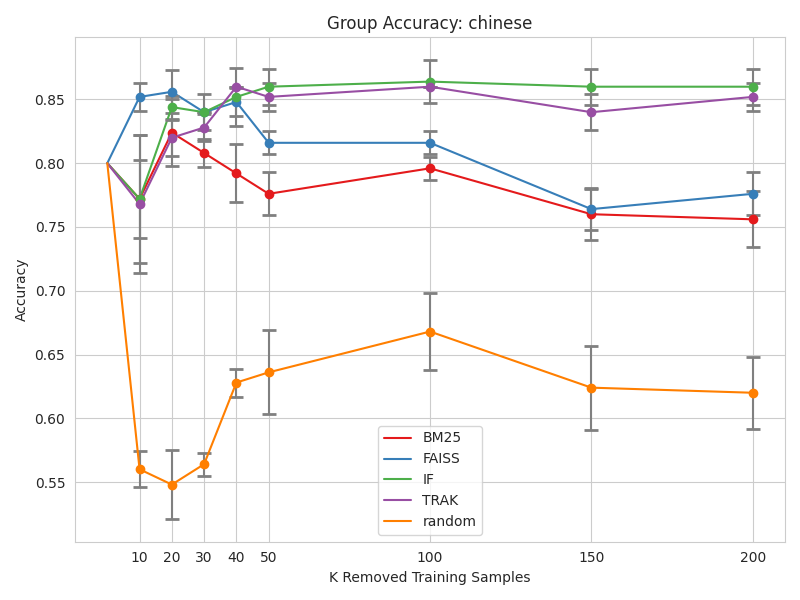 Group Accuracy: chinese
Accuracy
0.85
0.80
0.75
0.70
0.65
0.60
0.55
BM25
FAISS
IF
TRAK
random
10 20 30 40 50 100 150 200
K Removed Training Samples